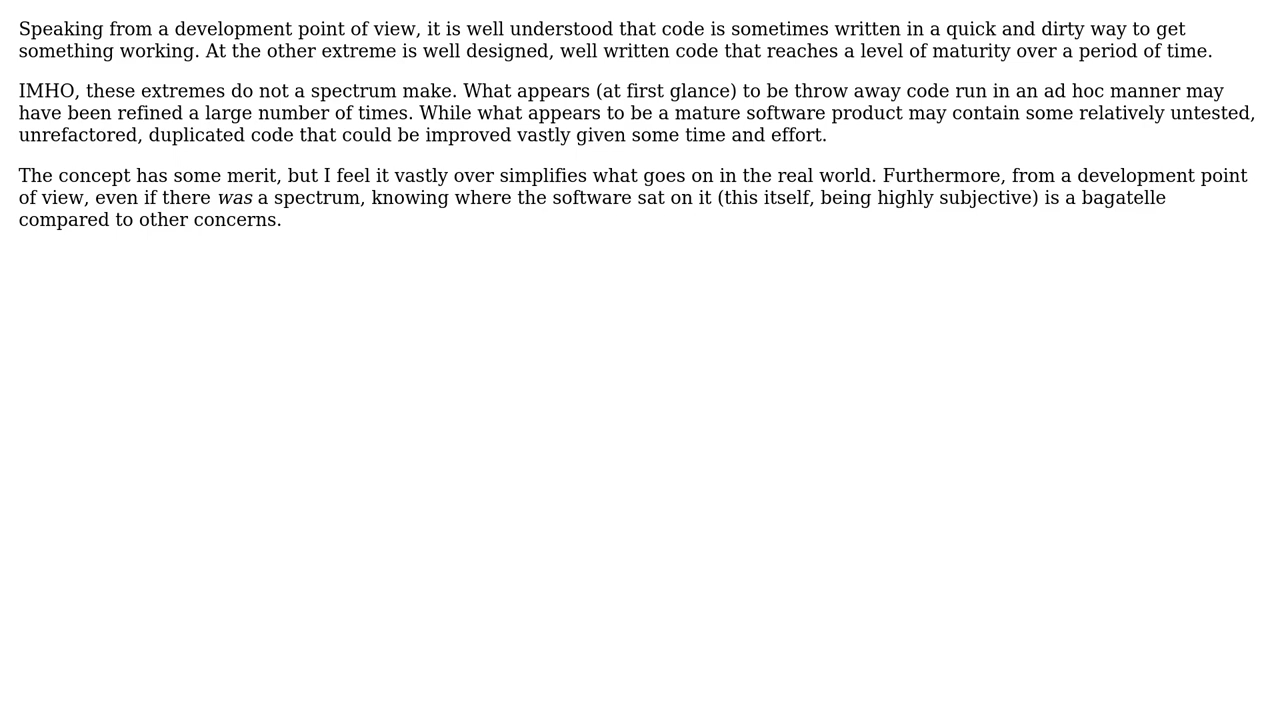 Speaking from a development point of view, it is well understood that code is sometimes written in a quick and dirty way to get
something working. At the other extreme is well designed, well written code that reaches a level of maturity over a period of time.
IMHO, these extremes do not a spectrum make. What appears (at first glance) to be throw away code run in an ad hoc manner may
have been refined a large number of times. While what appears to be a mature software product may contain some relatively untested,
unrefactored, duplicated code that could be improved vastly given some time and effort.
The concept has some merit, but I feel it vastly over simplifies what goes on in the real world. Furthermore, from a development point
of view, even if there was a spectrum, knowing where the software sat on it (this itself, being highly subjective) is a bagatelle
compared to other concerns.